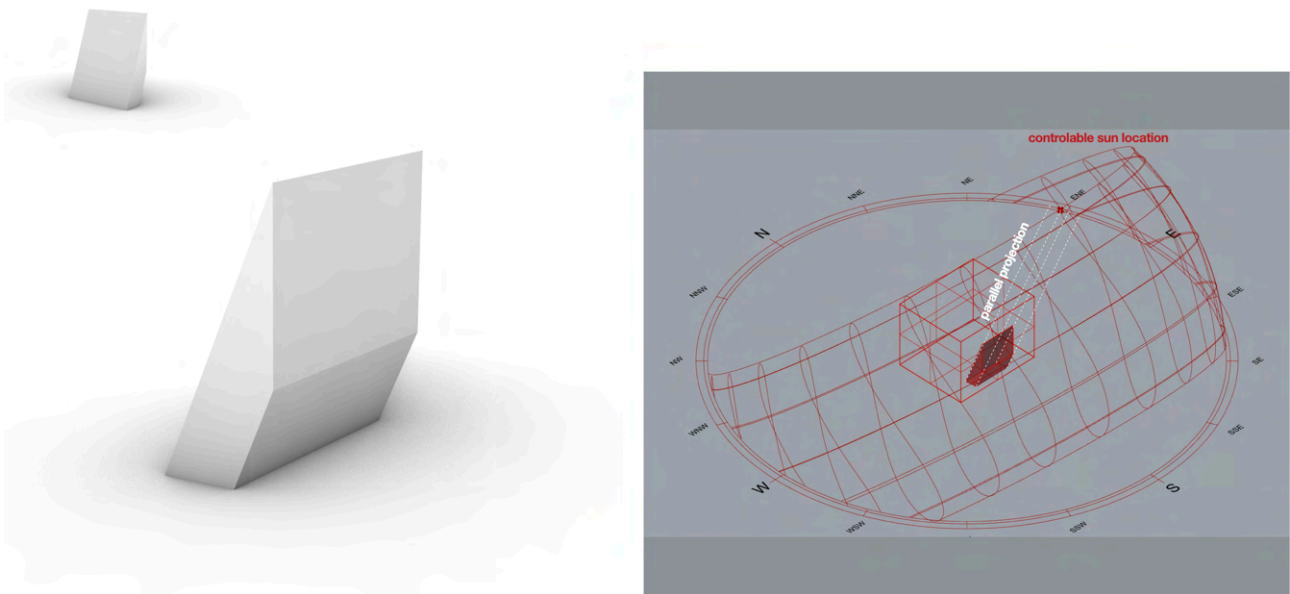 controlable sun location
NE
ENE
NNE
N
E
parallel projection
NNW
ESE
NW
SE
WNW
SSE
W
S
WSW
SSW